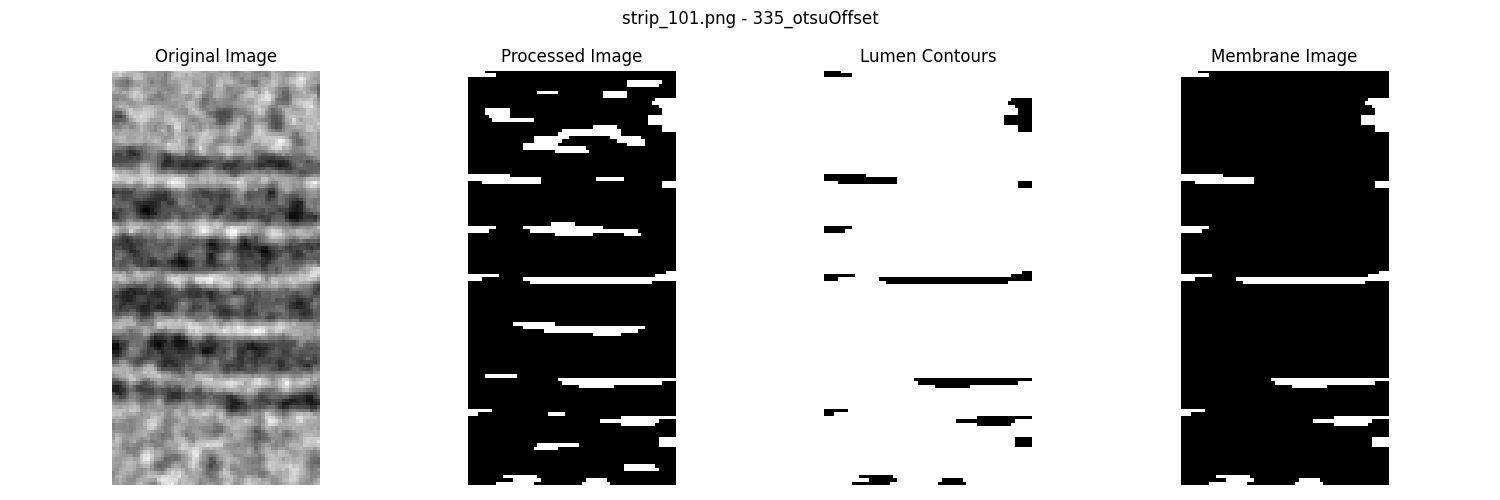 strip_101.png - 335_otsuOffset
Original Image
Processed Image
Lumen Contours
Membrane Image